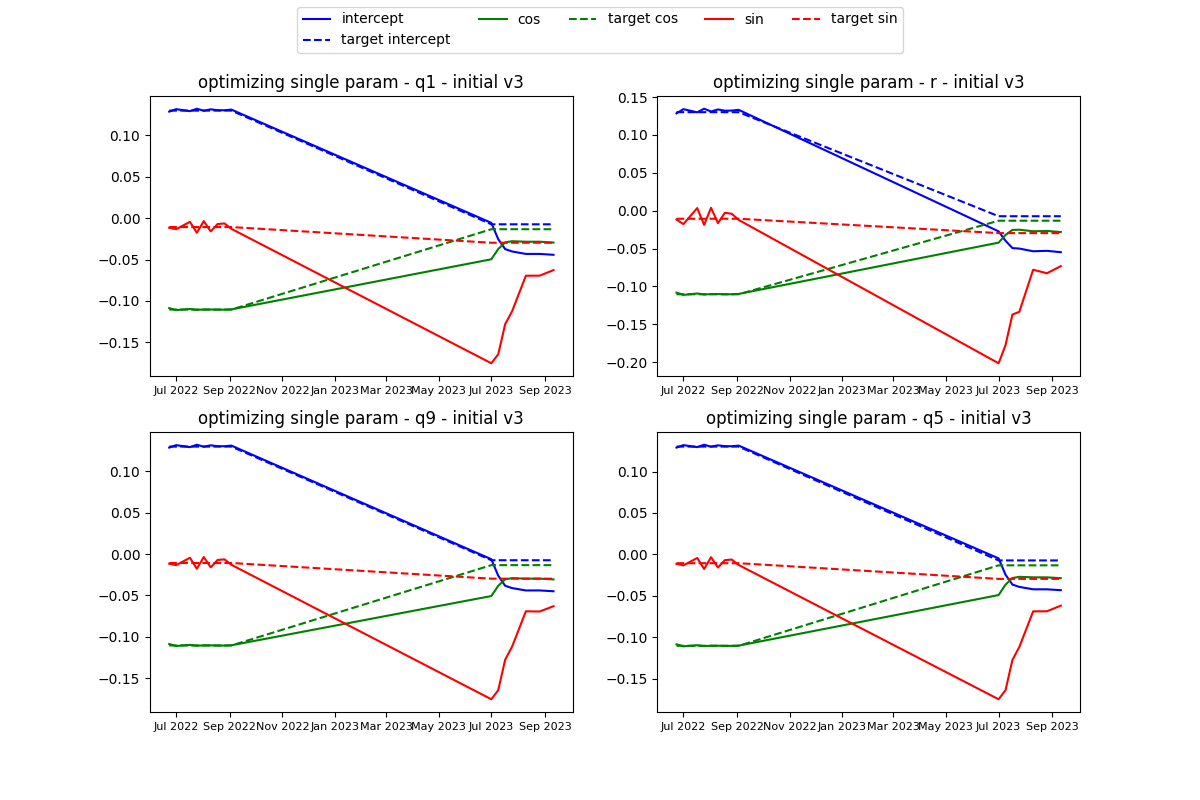 intercept cos target cos sin target sin
target intercept
optimizing single param - q1 - initial v3
0.10
0.05
0.00
−0.05
−0.10
−0.15
Jul 2022 Sep 2022 Nov 2022 Jan 2023 Mar 2023 May 2023 Jul 2023 Sep 2023
optimizing single param - r - initial v3
0.15
0.10
0.05
0.00
−0.05
−0.10
−0.15
−0.20
Jul 2022 Sep 2022 Nov 2022 Jan 2023 Mar 2023 May 2023 Jul 2023 Sep 2023
optimizing single param - q9 - initial v3
0.10
0.05
0.00
−0.05
−0.10
−0.15
Jul 2022 Sep 2022 Nov 2022 Jan 2023 Mar 2023 May 2023 Jul 2023 Sep 2023
optimizing single param - q5 - initial v3
0.10
0.05
0.00
−0.05
−0.10
−0.15
Jul 2022 Sep 2022 Nov 2022 Jan 2023 Mar 2023 May 2023 Jul 2023 Sep 2023